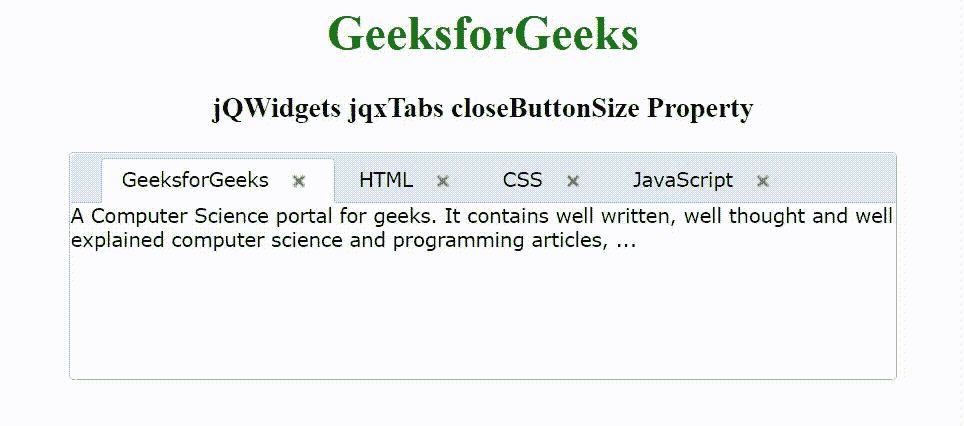 GeeksforGeeks
jQWidgets jqxTabs closeButtonSize Property
GeeksforGeeks HTML CSS JavaScript
A Computer Science portal for geeks. It contains well written, well thought and well
explained computer science and programming articles, ...